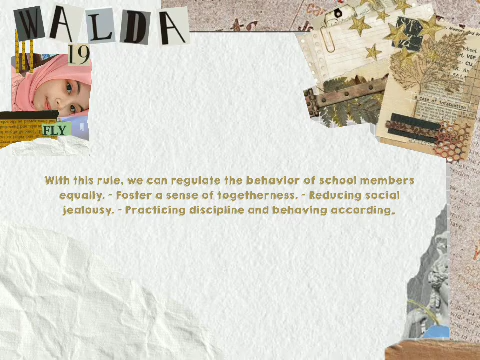 WALDA
19
FLY
With this rule, we can regulate the behavior of school members
equally. - Foster a sense of togetherness. - Reducing social
jealousy. - Practicing discipline and behaving according.